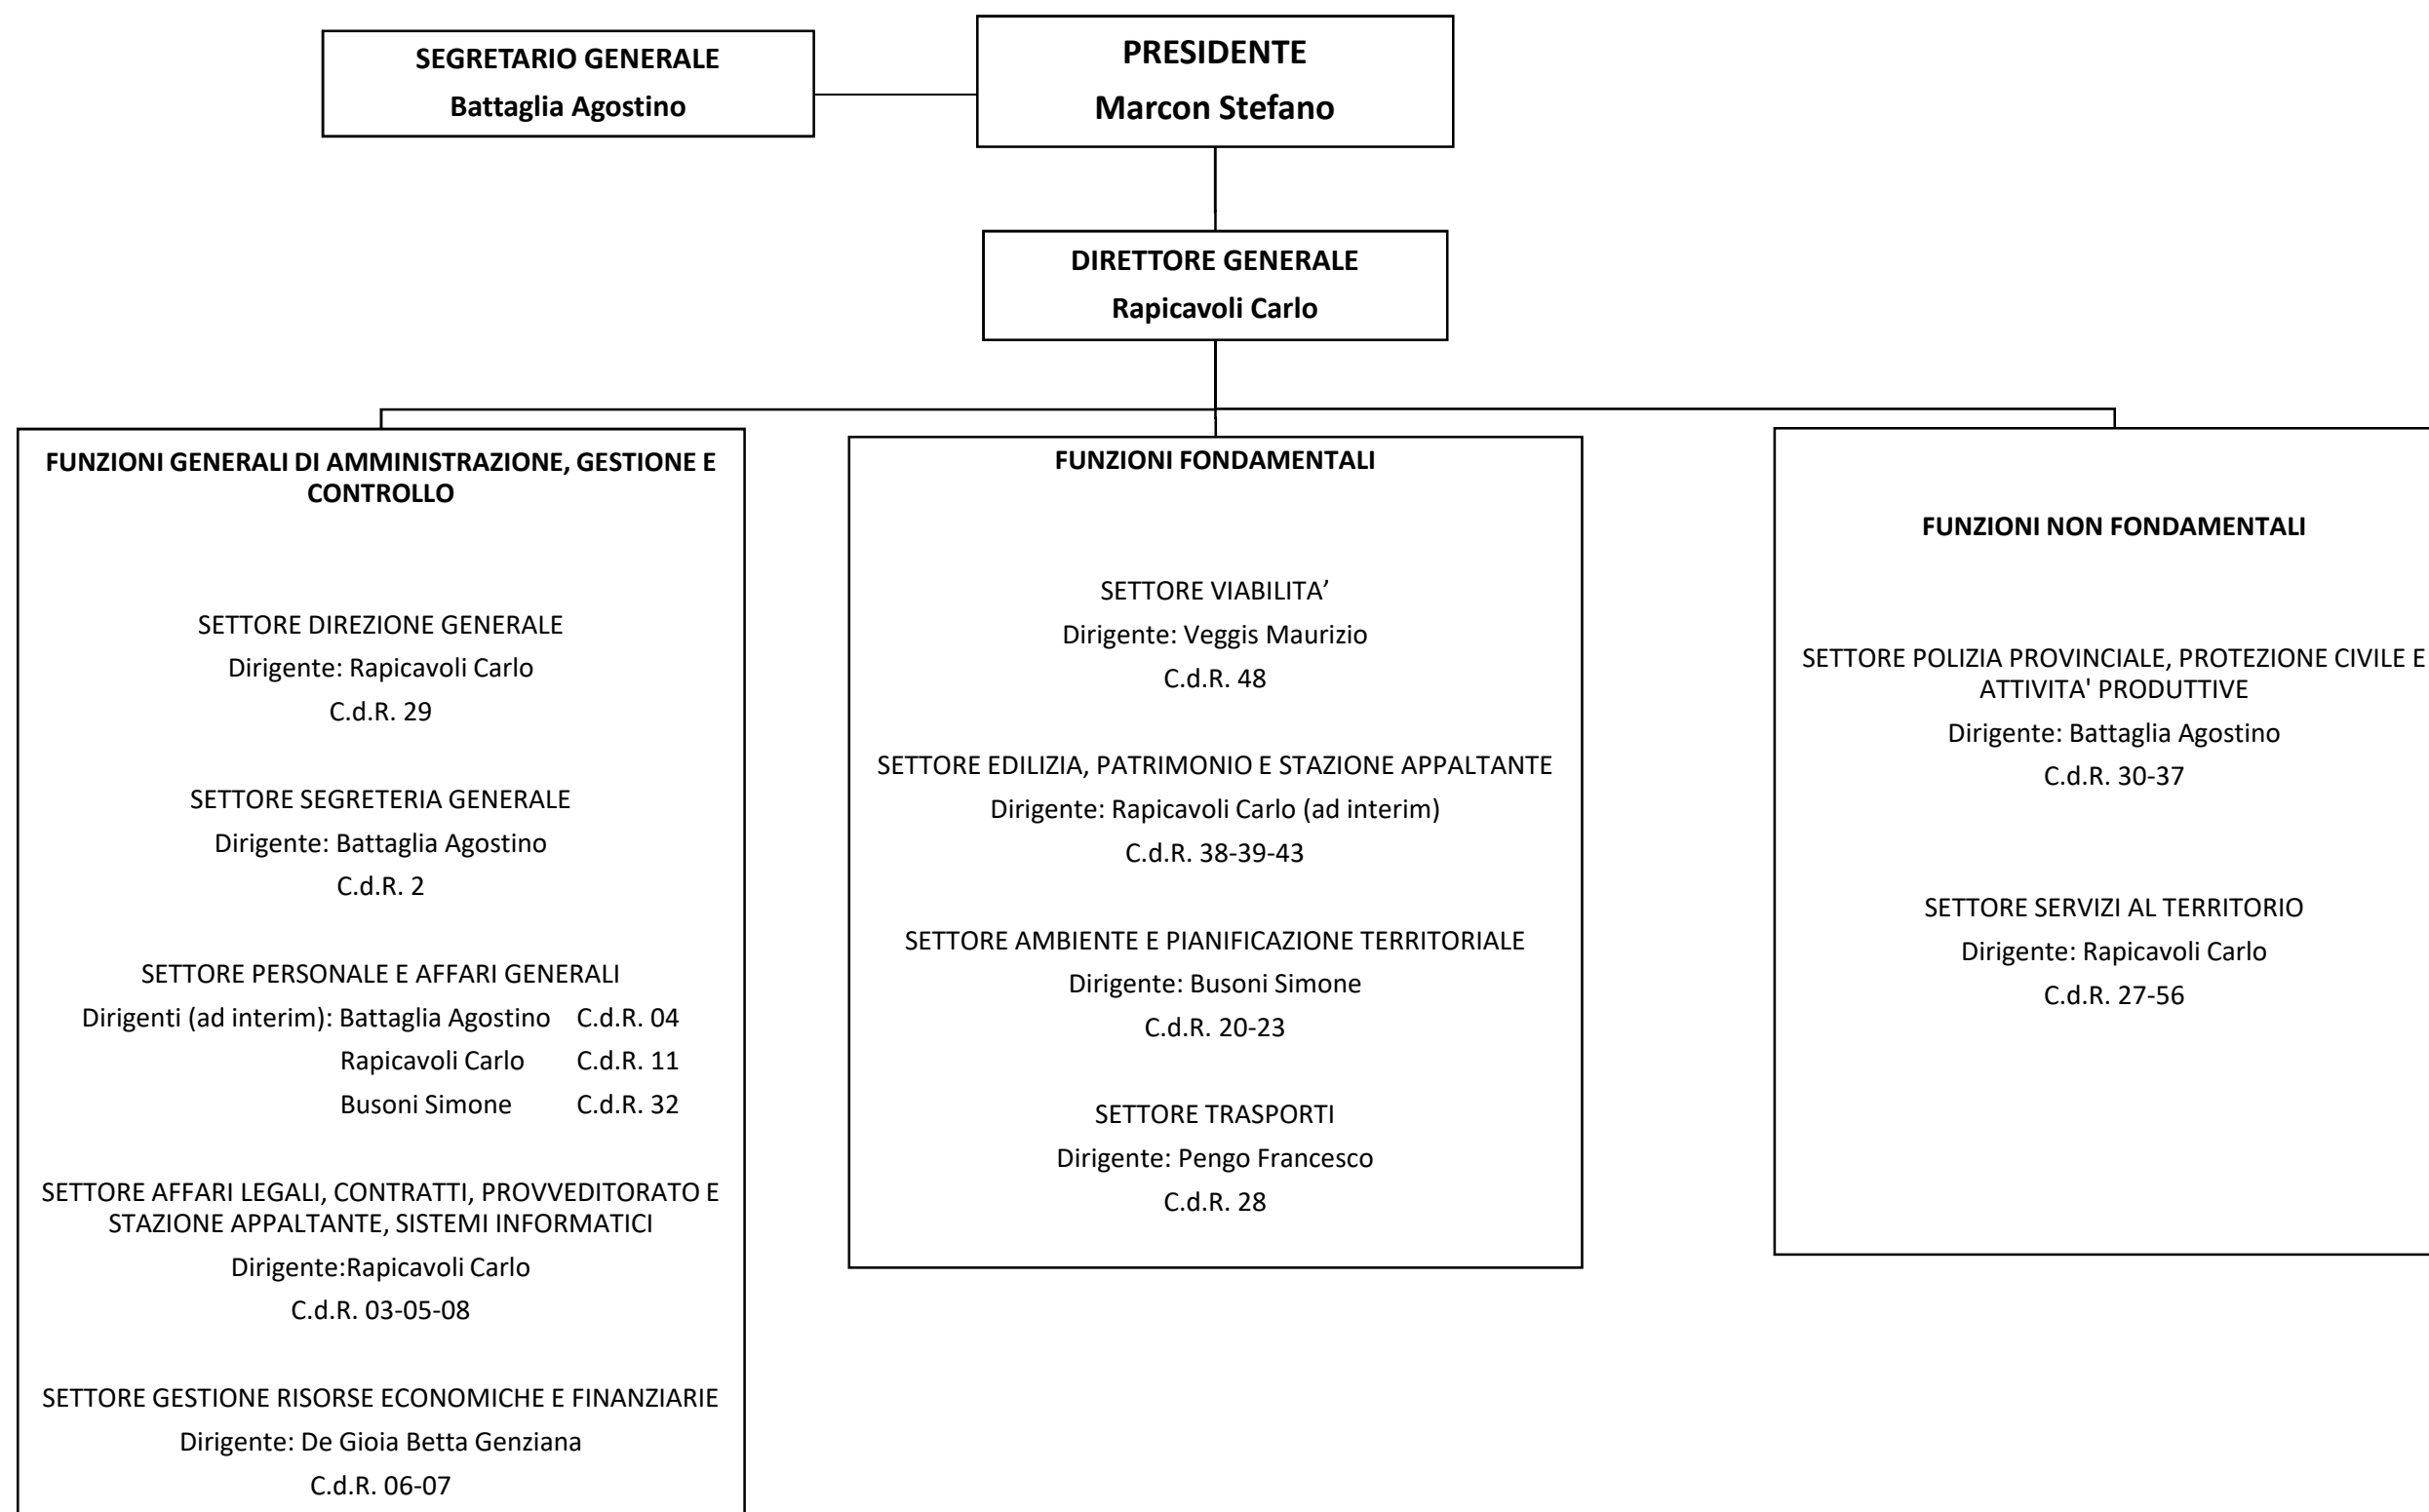 SEGRETARIO GENERALE
Battaglia Agostino
PRESIDENTE
Marcon Stefano
DIRETTORE GENERALE
Rapicavoli Carlo
FUNZIONI GENERALI DI AMMINISTRAZIONE, GESTIONE E
CONTROLLO
SETTORE DIREZIONE GENERALE
Dirigente: Rapicavoli Carlo
C.d.R. 29
SETTORE SEGRETERIA GENERALE
Dirigente: Battaglia Agostino
C.d.R. 2
SETTORE PERSONALE E AFFARI GENERALI
Dirigenti (ad interim): Battaglia Agostino C.d.R. 04
Rapicavoli Carlo C.d.R. 11
Busoni Simone C.d.R. 32
SETTORE AFFARI LEGALI, CONTRATTI, PROVVEDITORATO E
STAZIONE APPALTANTE, SISTEMI INFORMATICI
Dirigente:Rapicavoli Carlo
C.d.R. 03-05-08
SETTORE GESTIONE RISORSE ECONOMICHE E FINANZIARIE
Dirigente: De Gioia Betta Genziana
C.d.R. 06-07
FUNZIONI FONDAMENTALI
SETTORE VIABILITA’
Dirigente: Veggis Maurizio
C.d.R. 48
SETTORE EDILIZIA, PATRIMONIO E STAZIONE APPALTANTE
Dirigente: Rapicavoli Carlo (ad interim)
C.d.R. 38-39-43
SETTORE AMBIENTE E PIANIFICAZIONE TERRITORIALE
Dirigente: Busoni Simone
C.d.R. 20-23
SETTORE TRASPORTI
Dirigente: Pengo Francesco
C.d.R. 28
FUNZIONI NON FONDAMENTALI
SETTORE POLIZIA PROVINCIALE, PROTEZIONE CIVILE E
ATTIVITA' PRODUTTIVE
Dirigente: Battaglia Agostino
C.d.R. 30-37
SETTORE SERVIZI AL TERRITORIO
Dirigente: Rapicavoli Carlo
C.d.R. 27-56